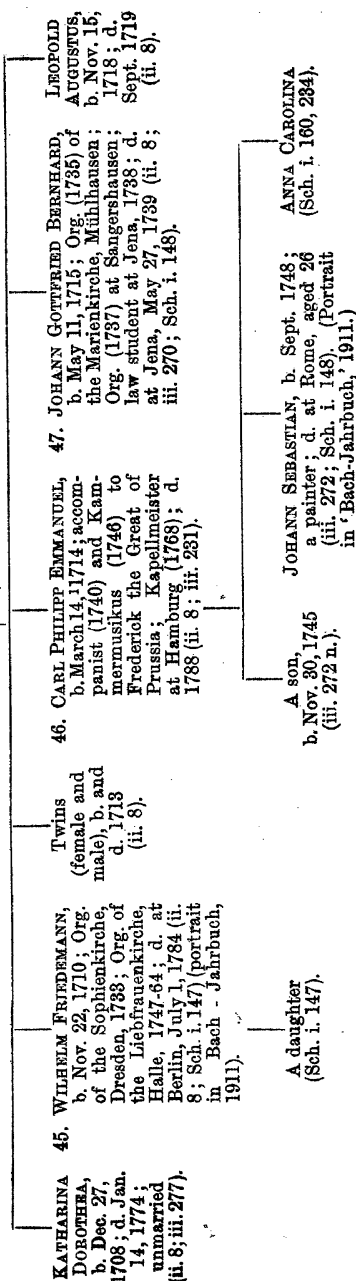 KATHARINA
DOROTHEA,
b. Dec. 27,
1708; d. Jan.
14, 1774;
unmarried
(ii. 8; iii. 277).
45. WILHELM FRIEDEMANN,
b. Nov. 22, 1710; Org.
of the Sophienkirche,
Dresden, 1733; Org. of
the Liebfrauenkirche,
Halle, 1747-64; d. at
Berlin, July 1, 1784 (ii.
8; Sch. i. 147) (portrait
in Bach - Jahrbuch,
1911).
Twins
(female and
male), b. and
d. 1713
(ii. 8).
46. CARL PHILIPP EMMANUEL,
b. March 14, 1714; accom-
panist (1740) and Kam-
mermusikus (1746) to
Frederick the Great of
Prussia; Kapellmeister
at Hamburg (1768); d.
1788 (ii. 8; iii. 231).
47. JOHANN GOTTFRIED BERNHARD,
b. May 11, 1715; Org. (1735) of
the Marienkirche, Mühlhausen;
Org. (1737) at Sangershausen;
law student at Jena, 1738; d.
at Jena, May 27, 1739 (ii. 8;
iii. 270; Sch. i. 148).
LEOPOLD
AUGUSTUS,
b. Nov. 15,
1718; d.
Sept. 1719
(ii. 8).
A daughter
(Sch. i. 147).
A son,
b. Nov. 30, 1745
(iii. 272 n.).
JOHANN SEBASTIAN, b. Sept. 1748;
a painter; d. at Rome, aged 26
(iii. 272; Sch. i. 148). (Portrait
in 'Bach-Jahrbuch,' 1911.)
ANNA CAROLINA
(Sch. i. 160, 234).